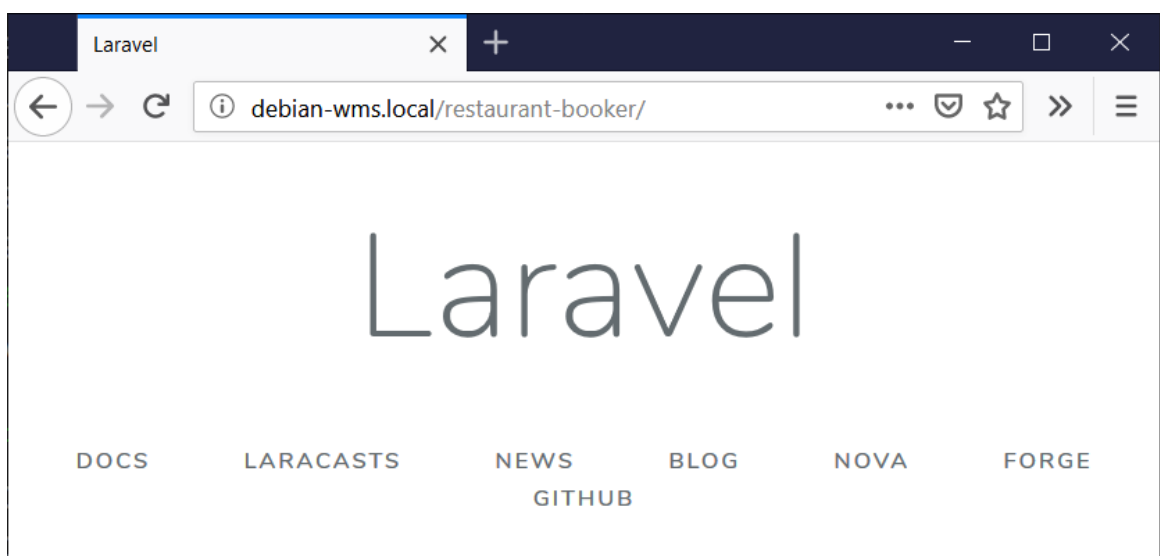 Laravel
debian-wms.local/restaurant-booker/
Laravel
DOCS LARACASTS NEWS BLOG NOVA FORGE
GITHUB